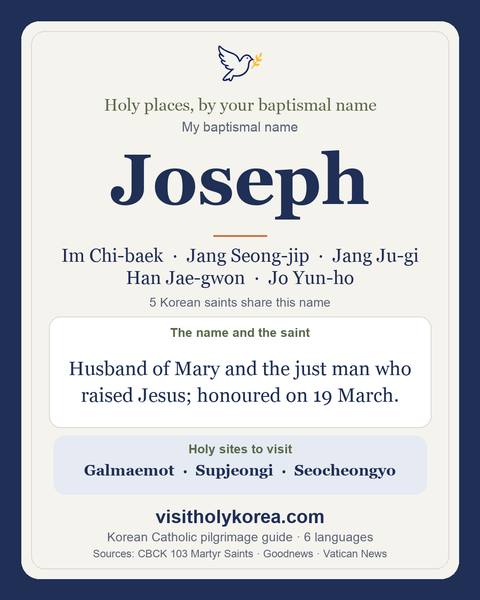 Holy places, by your baptismal name
My baptismal name
Joseph
Im Chi-baek · Jang Seong-jip · Jang Ju-gi
Han Jae-gwon · Jo Yun-ho
5 Korean saints share this name
The name and the saint
Husband of Mary and the just man who
raised Jesus; honoured on 19 March.
Holy sites to visit
Galmaemot · Supjeongi · Seocheongyo
visitholykorea.com
Korean Catholic pilgrimage guide · 6 languages
Sources: CBCK 103 Martyr Saints · Goodnews · Vatican News